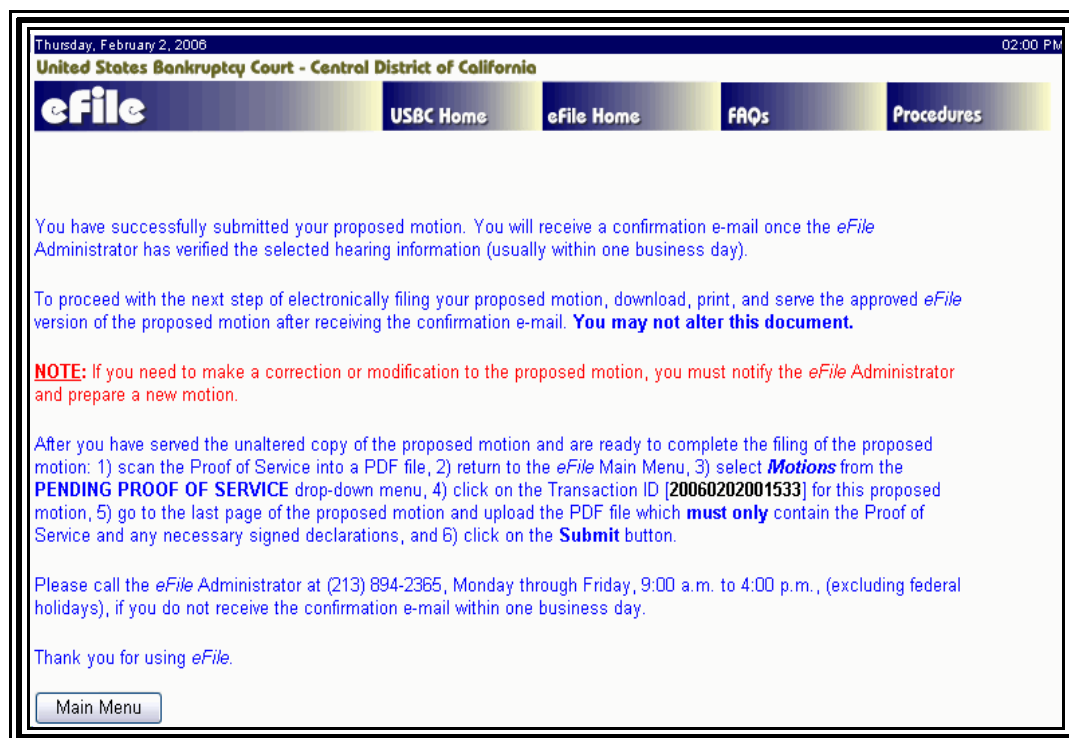 Thursday, February 2, 2006 02:00 PM
United States Bankruptcy Court - Central District of California
eFile USBC Home eFile Home FAQs Procedures
You have successfully submitted your proposed motion. You will receive a confirmation e-mail once the eFile
Administrator has verified the selected hearing information (usually within one business day).
To proceed with the next step of electronically filing your proposed motion, download, print, and serve the approved eFile
version of the proposed motion after receiving the confirmation e-mail. You may not alter this document.
NOTE: If you need to make a correction or modification to the proposed motion, you must notify the eFile Administrator
and prepare a new motion.
After you have served the unaltered copy of the proposed motion and are ready to complete the filing of the proposed
motion: 1) scan the Proof of Service into a PDF file, 2) return to the eFile Main Menu, 3) select Motions from the
PENDING PROOF OF SERVICE drop-down menu, 4) click on the Transaction ID [20060202001533] for this proposed
motion, 5) go to the last page of the proposed motion and upload the PDF file which must only contain the Proof of
Service and any necessary signed declarations, and 6) click on the Submit button.
Please call the eFile Administrator at (213) 894-2365, Monday through Friday, 9:00 a.m. to 4:00 p.m., (excluding federal
holidays), if you do not receive the confirmation e-mail within one business day.
Thank you for using eFile.
Main Menu